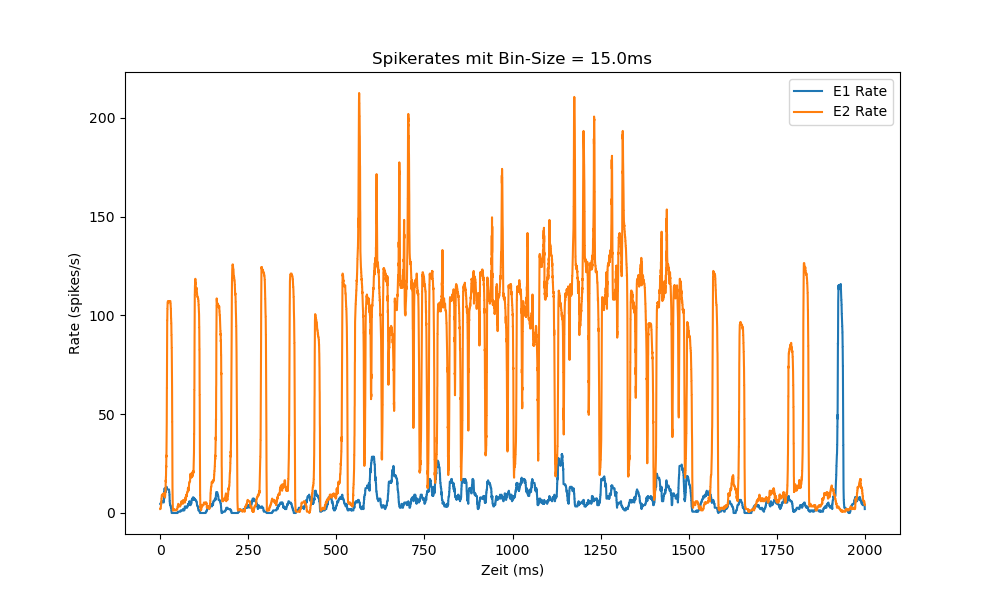 Spikerates mit Bin-Size = 15.0ms
E1 Rate
E2 Rate
Rate (spikes/s)
200
150
100
50
0
0 250 500 750 1000 1250 1500 1750 2000
Zeit (ms)